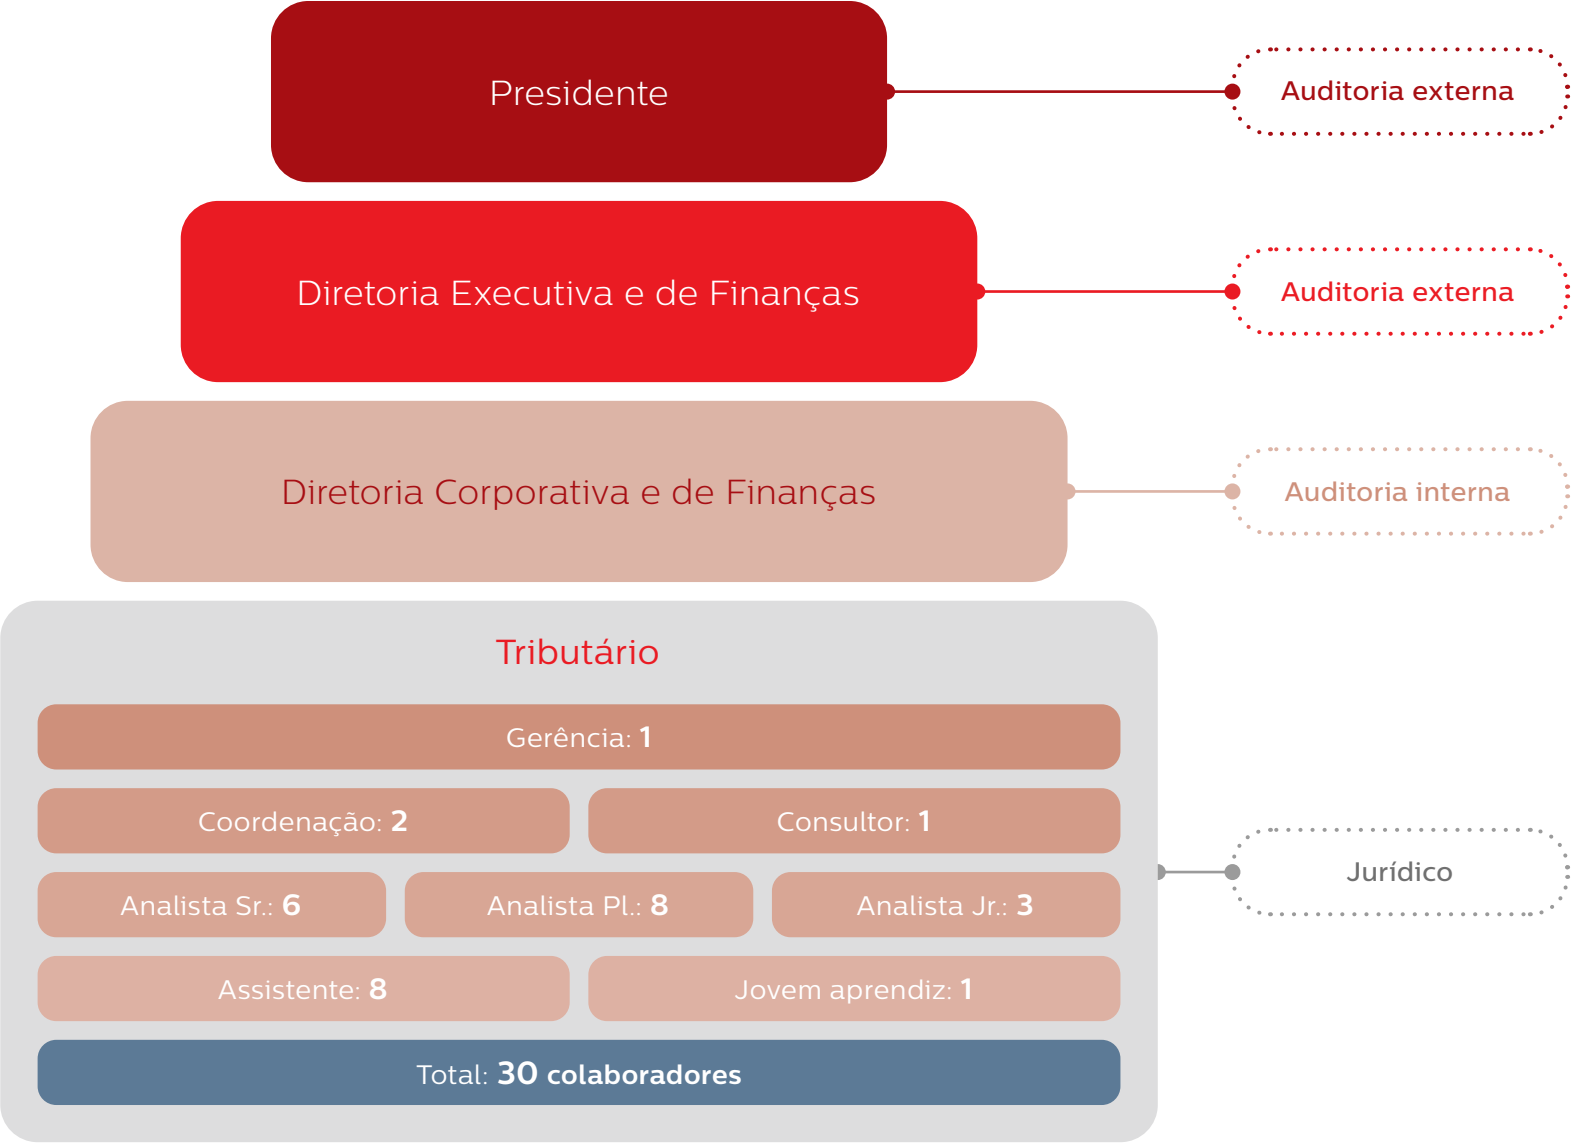 Presidente
Auditoria externa
Diretoria Executiva e de Finanças
Auditoria externa
Diretoria Corporativa e de Finanças
Auditoria interna
Tributário
Gerência: 1
Coordenação: 2
Consultor: 1
Analista Sr.: 6
Analista Pl.: 8
Analista Jr.: 3
Assistente: 8
Jovem aprendiz: 1
Total: 30 colaboradores
Jurídico